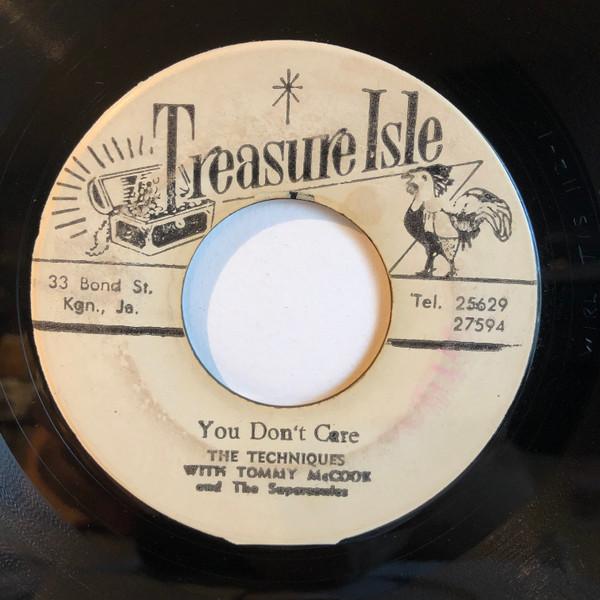 Treasure Isle
33 Bond St.
Kgn., Ja.
Tel. 25629
27594
You Don't Care
THE TECHNIQUES
WITH TOMMY McCOOK
and The Supersonics